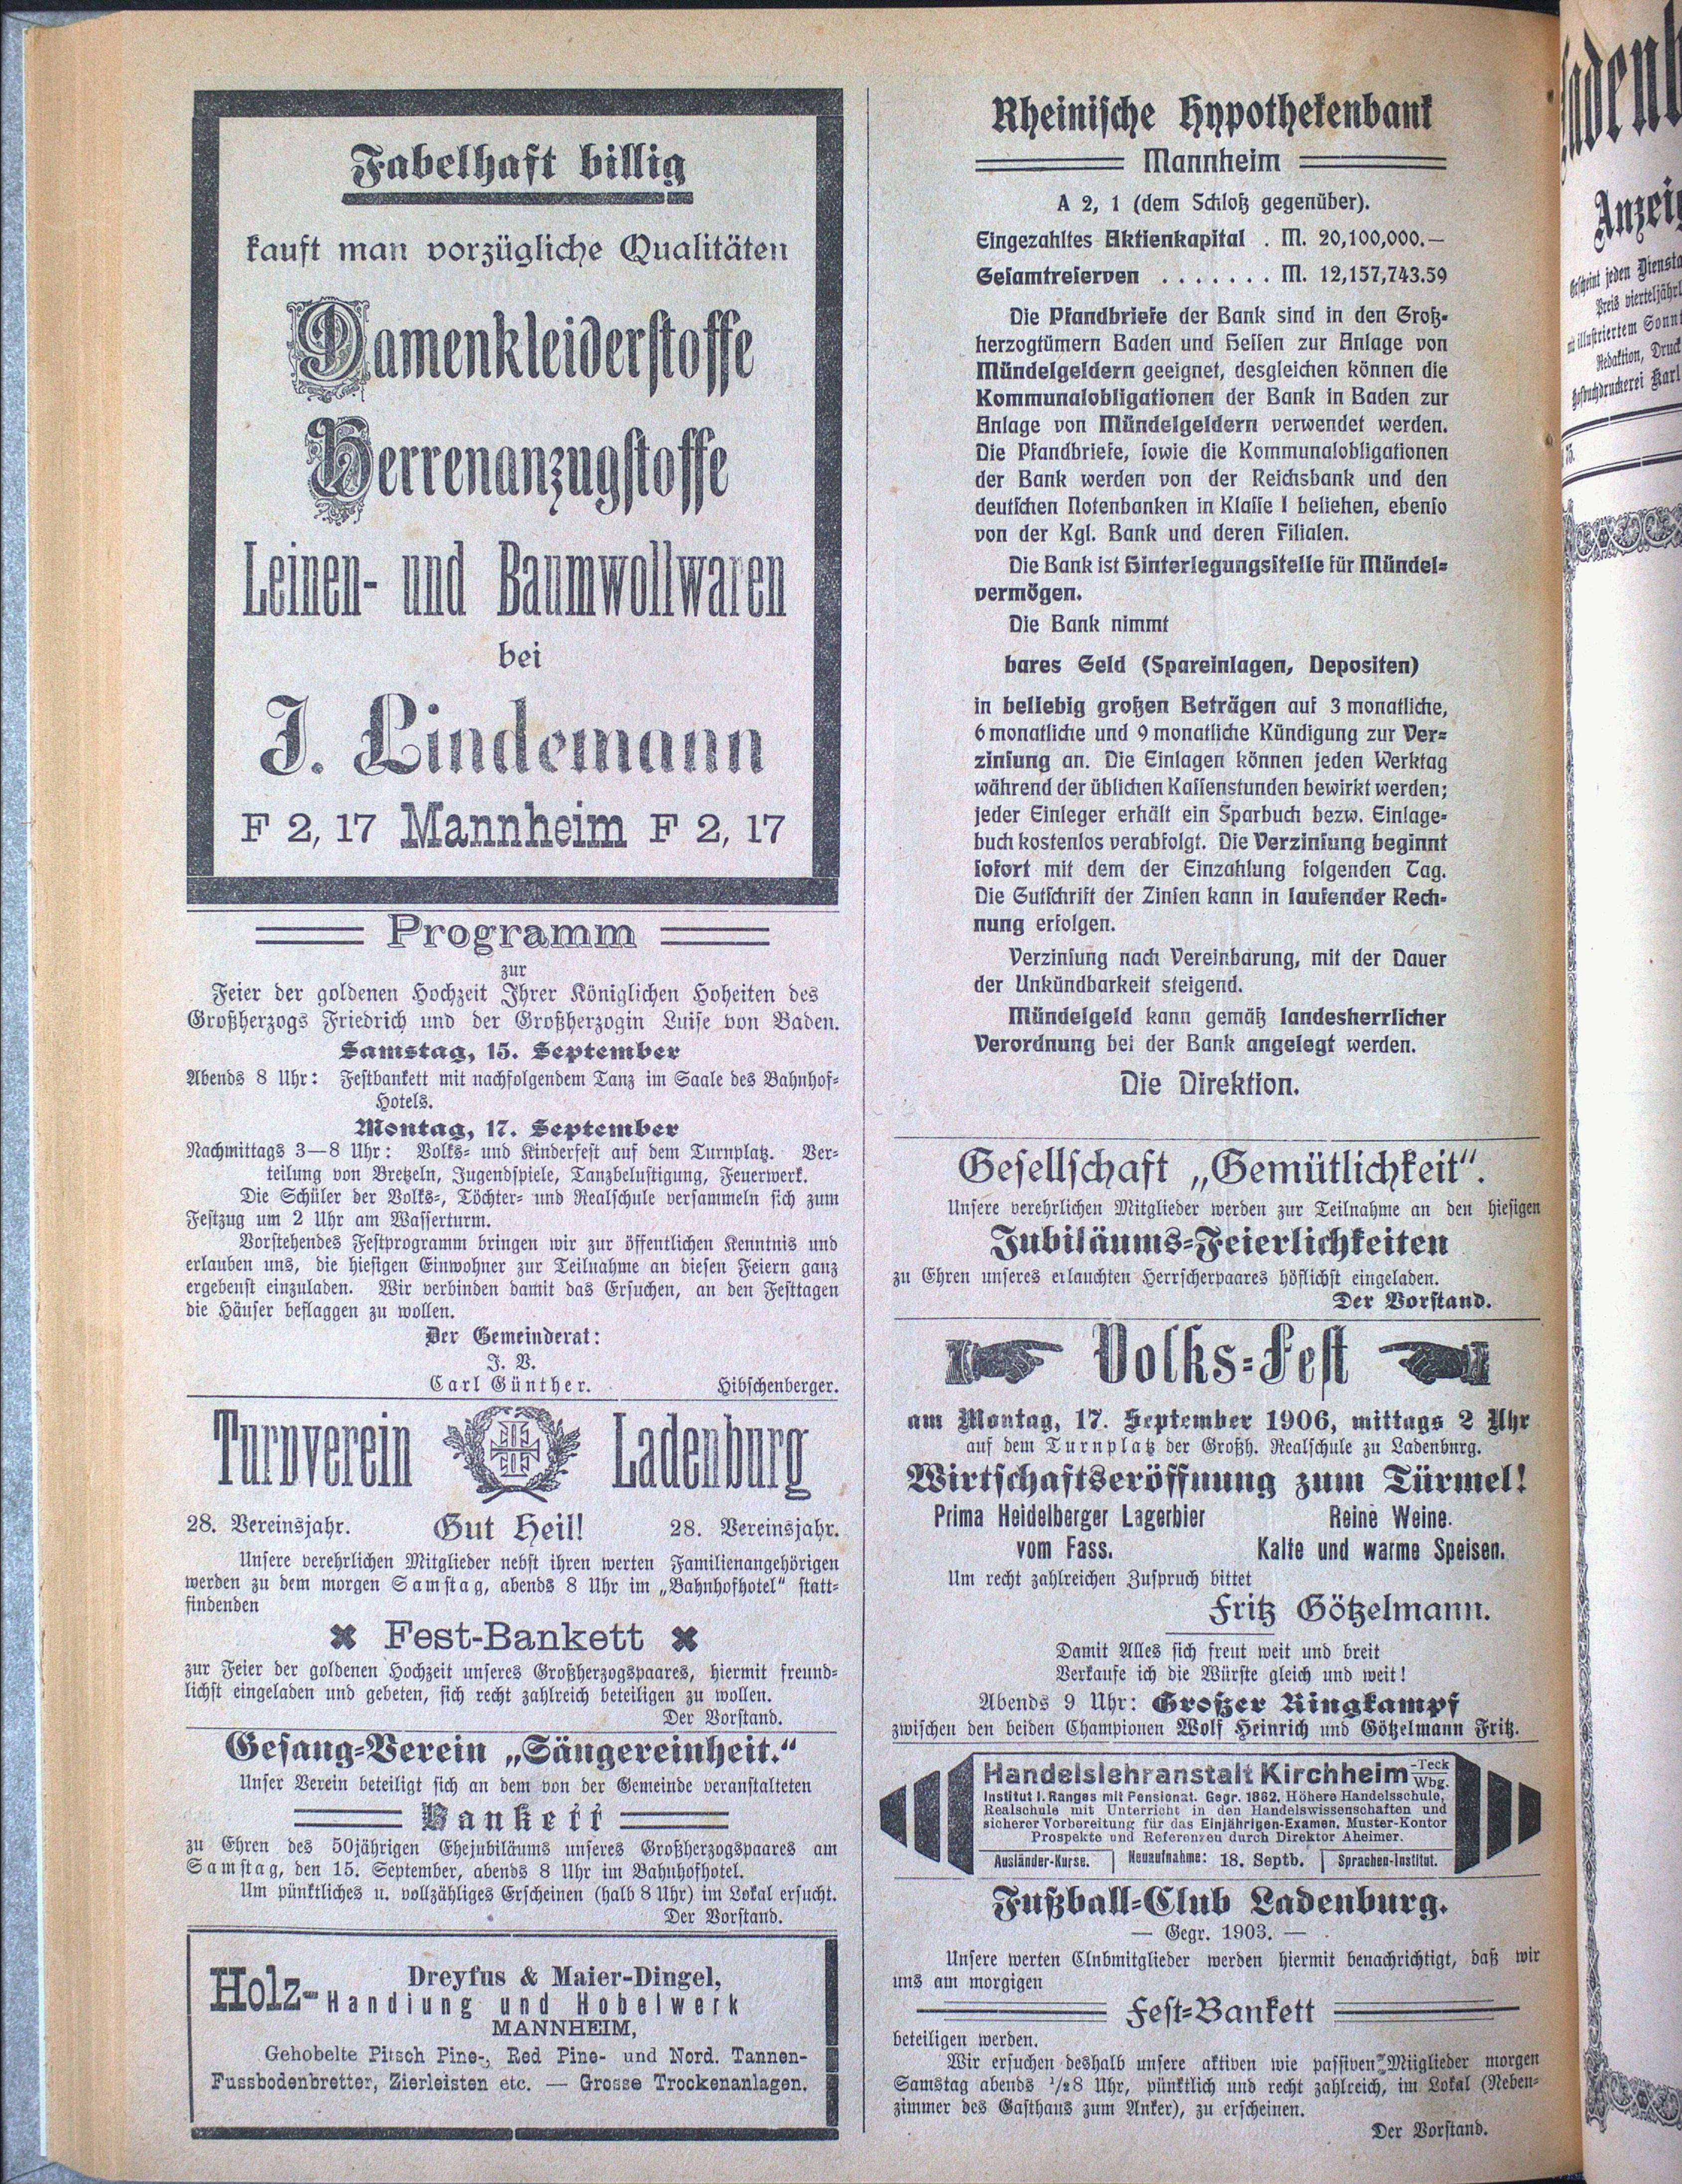 Fabelhaft billig
kauft man vorzügliche Qualitäten
Damenkleiderstoffe
Herrenanzugstoffe
Leinen- und Baumwollwaren
bei
J. Lindemann
F 2, 17 Mannheim F 2, 17
Programm
zur
Feier der goldenen Hochzeit Ihrer Königlichen Hoheiten des
Großherzogs Friedrich und der Großherzogin Luise von Baden.
Samstag, 15. September
Abends 8 Uhr: Festbankett mit nachfolgendem Tanz im Saale des Bahnhof-
Hotels.
Montag, 17. September
Nachmittags 3—8 Uhr: Volks- und Kinderfest auf dem Turnplatz. Ver-
teilung von Bretzeln, Jugendspiele, Tanzbelustigung, Feuerwerk.
Die Schüler der Volks-, Töchter- und Realschule versammeln sich zum
Festzug um 2 Uhr am Wasserturm.
Vorstehendes Festprogramm bringen wir zur öffentlichen Kenntnis und
erlauben uns, die hiesigen Einwohner zur Teilnahme an diesen Feiern ganz
ergebenst einzuladen. Wir verbinden damit das Ersuchen, an den Festtagen
die Häuser beflaggen zu wollen.
Der Gemeinderat:
J. V.
Carl Günther. Hibschenberger.
Turnverein Ladenburg
28. Vereinsjahr. Gut Heil! 28. Vereinsjahr.
Unsere verehrlichen Mitglieder nebst ihren werten Familienangehörigen
werden zu dem morgen Samstag, abends 8 Uhr im „Bahnhofhotel“ statt-
findenden
Fest-Bankett
zur Feier der goldenen Hochzeit unseres Großherzogspaares, hiermit freund-
lichst eingeladen und gebeten, sich recht zahlreich beteiligen zu wollen.
Der Vorstand.
Gesang-Verein „Sängereinheit.“
Unser Verein beteiligt sich an dem von der Gemeinde veranstalteten
Bankett
zu Ehren des 50jährigen Ehejubiläums unseres Großherzogspaares am
Samstag, den 15. September, abends 8 Uhr im Bahnhofhotel.
Um pünktliches u. vollzähliges Erscheinen (halb 8 Uhr) im Lokal ersucht.
Der Vorstand.
Dreyfus & Maier-Dingel,
Holz-Handlung und Hobelwerk
MANNHEIM,
Gehobelte Pitsch Pine-, Red Pine- und Nord. Tannen-
Fussbodenbretter, Zierleisten etc. — Grosse Trockenanlagen.
Rheinische Hypothekenbank
Mannheim
A 2, 1 (dem Schloß gegenüber).
Eingezahltes Aktienkapital . M. 20,100,000.—
Gesamtreserven . . . . . . . M. 12,157,743.59
Die Pfandbriefe der Bank sind in den Groß-
herzogtümern Baden und Hessen zur Anlage von
Mündelgeldern geeignet, desgleichen können die
Kommunalobligationen der Bank in Baden zur
Anlage von Mündelgeldern verwendet werden.
Die Pfandbriefe, sowie die Kommunalobligationen
der Bank werden von der Reichsbank und den
deutschen Notenbanken in Klasse I beliehen, ebenso
von der Kgl. Bank und deren Filialen.
Die Bank ist Hinterlegungsstelle für Mündel-
vermögen.
Die Bank nimmt
bares Geld (Spareinlagen, Depositen)
in beliebig großen Beträgen auf 3 monatliche,
6 monatliche und 9 monatliche Kündigung zur Ver-
zinsung an. Die Einlagen können jeden Werktag
während der üblichen Kassenstunden bewirkt werden;
jeder Einleger erhält ein Sparbuch bezw. Einlage-
buch kostenlos verabfolgt. Die Verzinsung beginnt
sofort mit dem der Einzahlung folgenden Tag.
Die Gutschrift der Zinsen kann in laufender Rech-
nung erfolgen.
Verzinsung nach Vereinbarung, mit der Dauer
der Unkündbarkeit steigend.
Mündelgeld kann gemäß landesherrlicher
Verordnung bei der Bank angelegt werden.
Die Direktion.
Gesellschaft „Gemütlichkeit“.
Unsere verehrlichen Mitglieder werden zur Teilnahme an den hiesigen
Jubiläums-Feierlichkeiten
zu Ehren unseres erlauchten Herrscherpaares höflichst eingeladen.
Der Vorstand.
Volks-Fest
am Montag, 17. September 1906, mittags 2 Uhr
auf dem Turnplatz der Großh. Realschule zu Ladenbnrg.
Wirtschaftseröffnung zum Türmel!
Prima Heidelberger Lagerbier Reine Weine.
vom Fass. Kalte und warme Speisen.
Um recht zahlreichen Zuspruch bittet
Fritz Götzelmann.
Damit Alles sich freut weit und breit
Verkaufe ich die Würste gleich und weit!
Abends 9 Uhr: Großer Ringkampf
zwischen den beiden Championen Wolf Heinrich und Götzelmann Fritz.
Handelslehranstalt Kirchheim-Teck Wbg.
Institut I. Ranges mit Pensionat. Gegr. 1862. Höhere Handelsschule,
Realschule mit Unterricht in den Handelswissenschaften und
sicherer Vorbereitung für das Einjährigen-Examen. Muster-Kontor
Prospekte und Referenzen durch Direktor Aheimer.
Ausländer-Kurse. Neuaufnahme: 18. Septb. Sprachen-Institut.
Fußball-Club Ladenburg.
— Gegr. 1903. —
Unsere werten Clnbmitglieder werden hiermit benachrichtigt, daß wir
uns am morgigen
Fest-Bankett
beteiligen werden.
Wir ersuchen deshalb unsere aktiven wie passiven Miiglieder morgen
Samstag abends 1/28 Uhr, pünktlich und recht zahlreich, im Lokal (Neben-
zimmer des Gasthaus zum Anker), zu erscheinen.
Der Vorstand.
jeden
Preis
Redaktion, Druck
Karl